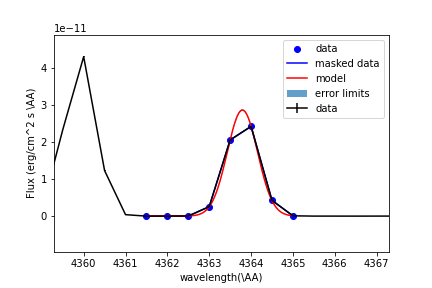 1e−11
data
masked data
model
error limits
data
4
3
2
1
0
Flux (erg/cm^2 s \AA)
4360 4361 4362 4363 4364 4365 4366 4367
wavelength(\AA)